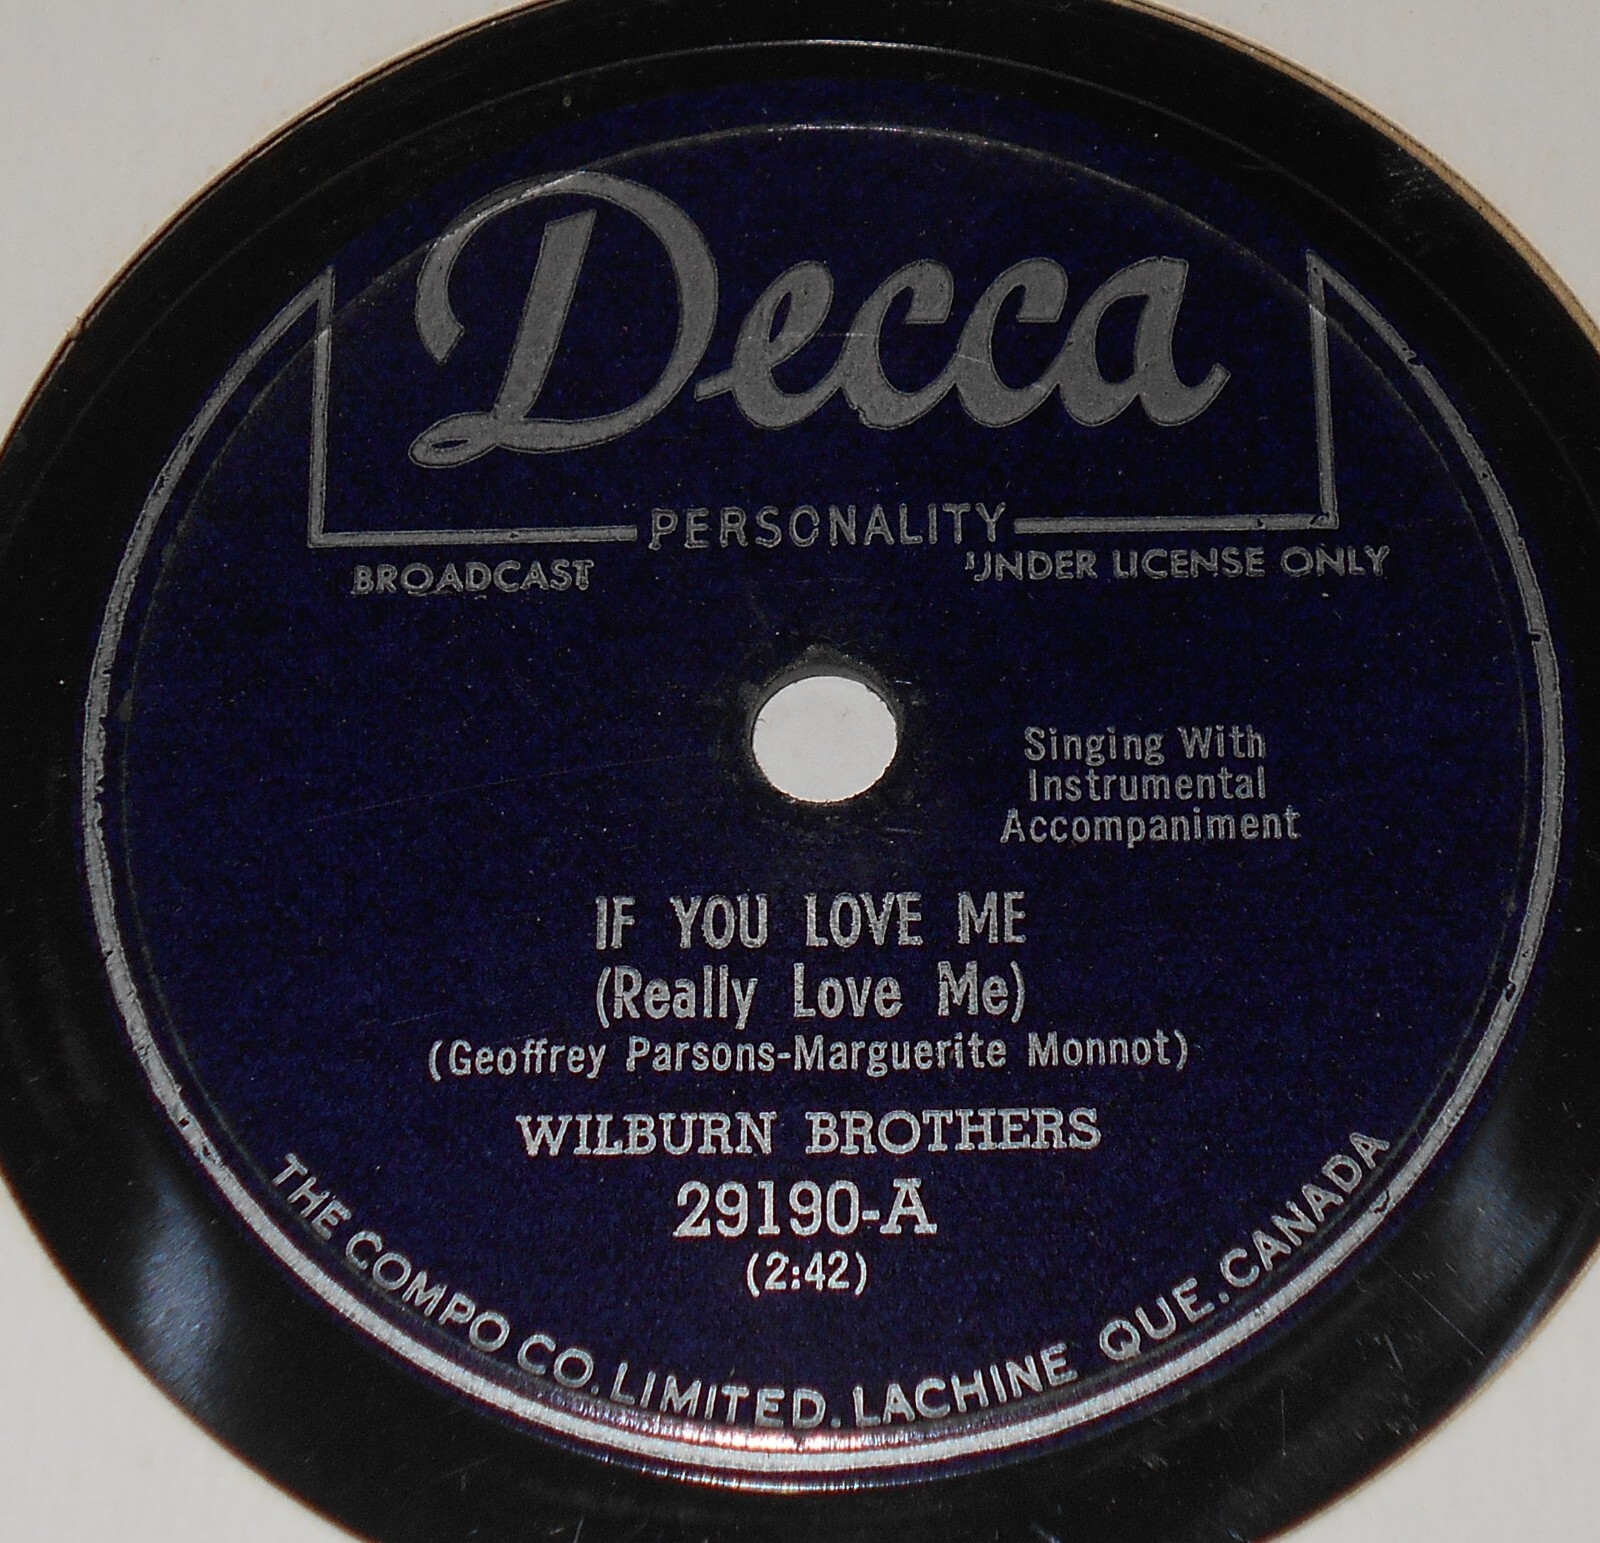 Decca
PERSONALITY
BROADCAST UNDER LICENSE ONLY
Singing With
Instrumental
Accompaniment
IF YOU LOVE ME
(Really Love Me)
(Geoffrey Parsons-Marguerite Monnot)
WILBURN BROTHERS
29190-A
(2:42)
THE COMPO CO. LIMITED. LACHINE QUE. CANADA